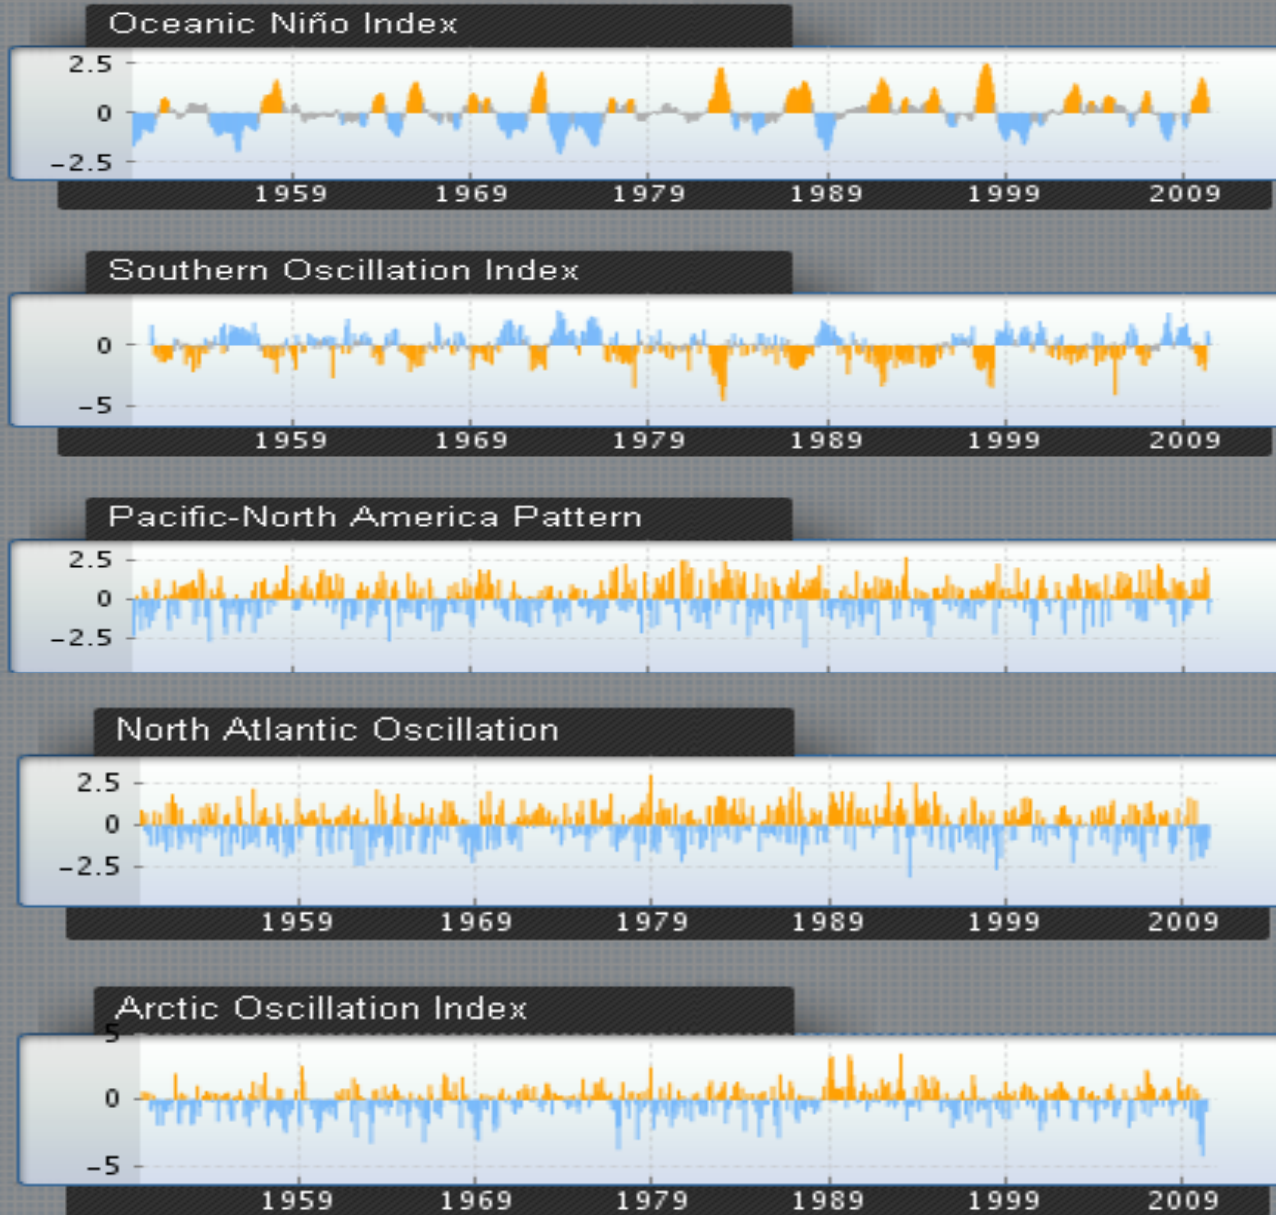 Oceanic Niño Index
2.5
0
−2.5
1959 1969 1979 1989 1999 2009
Southern Oscillation Index
0
−5
1959 1969 1979 1989 1999 2009
Pacific-North America Pattern
2.5
0
−2.5
North Atlantic Oscillation
2.5
0
−2.5
1959 1969 1979 1989 1999 2009
Arctic Oscillation Index
5
0
−5
1959 1969 1979 1989 1999 2009